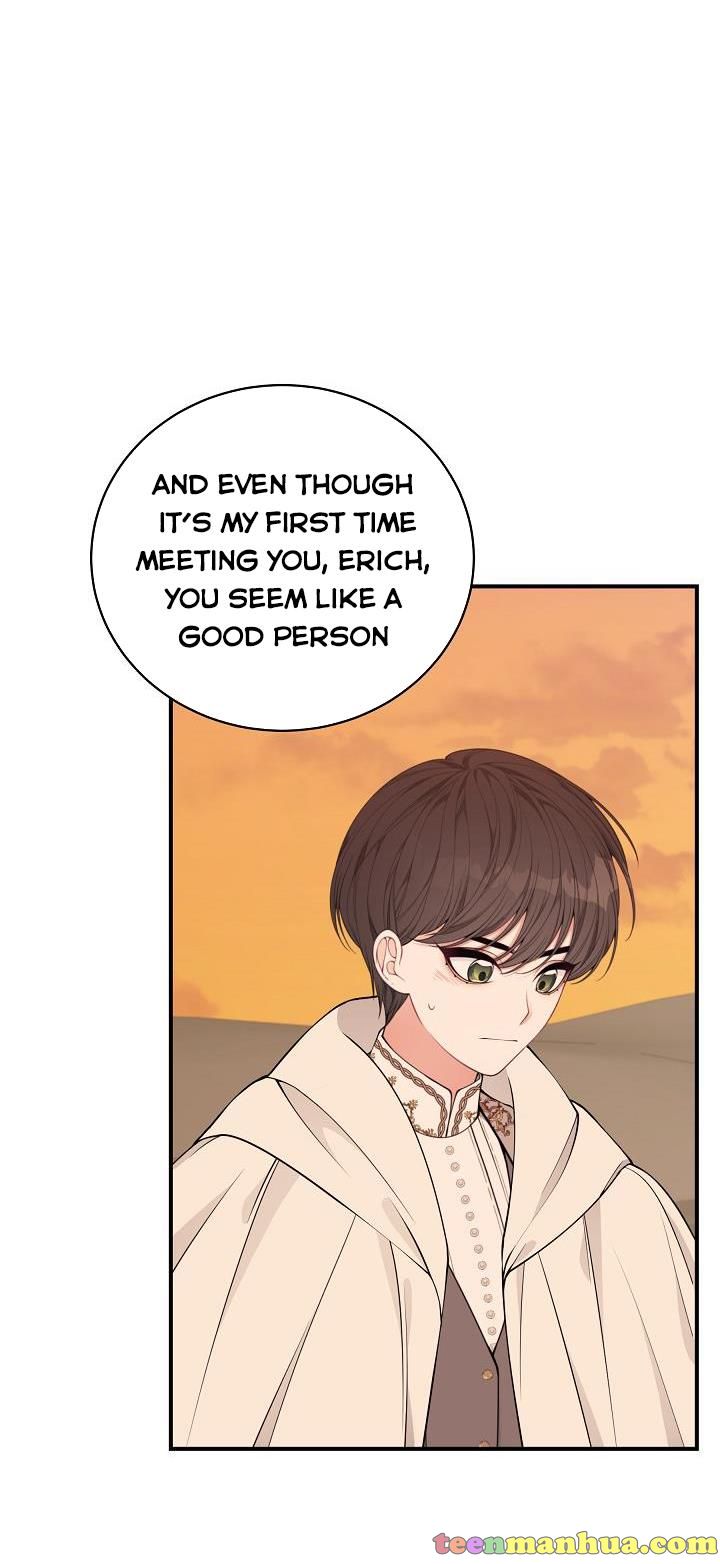 AND EVEN THOUGH
IT'S MY FIRST TIME
MEETING YOU, ERICH,
YOU SEEM LIKE A
GOOD PERSON
teenmanhua.com